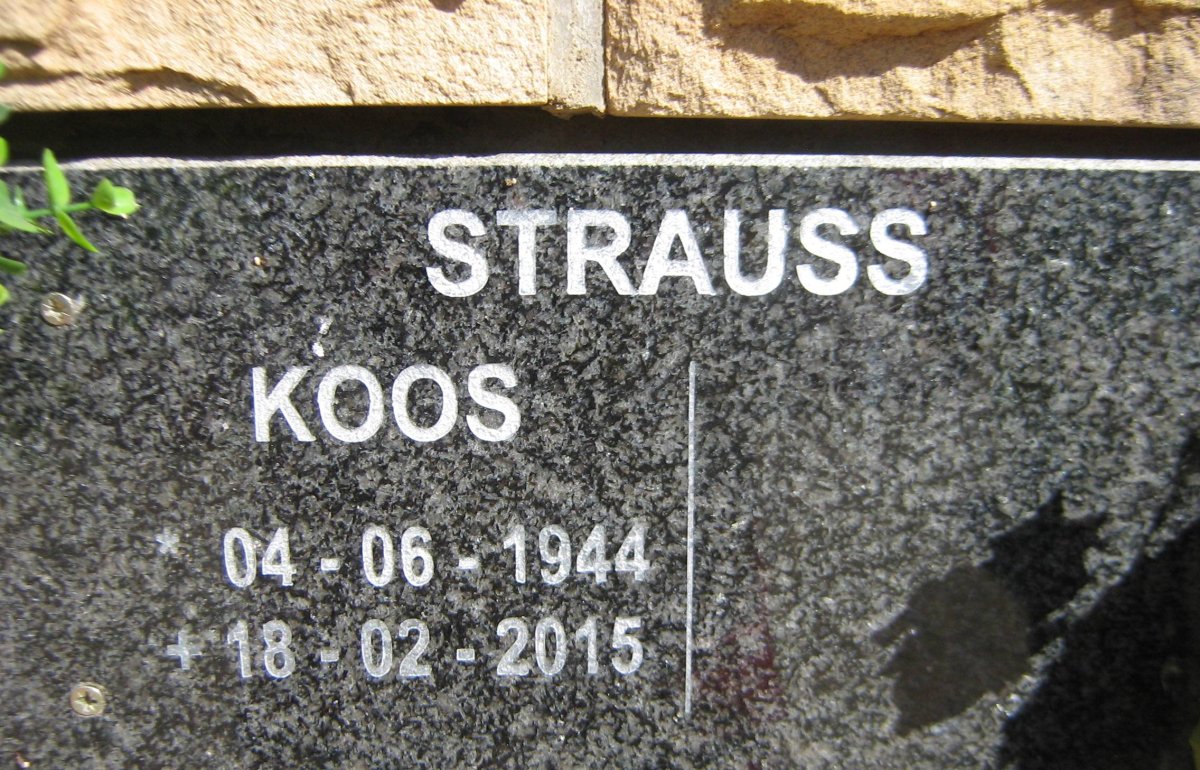 STRAUSS
KOOS
* 04 - 06 - 1944
+ 18 - 02 - 2015